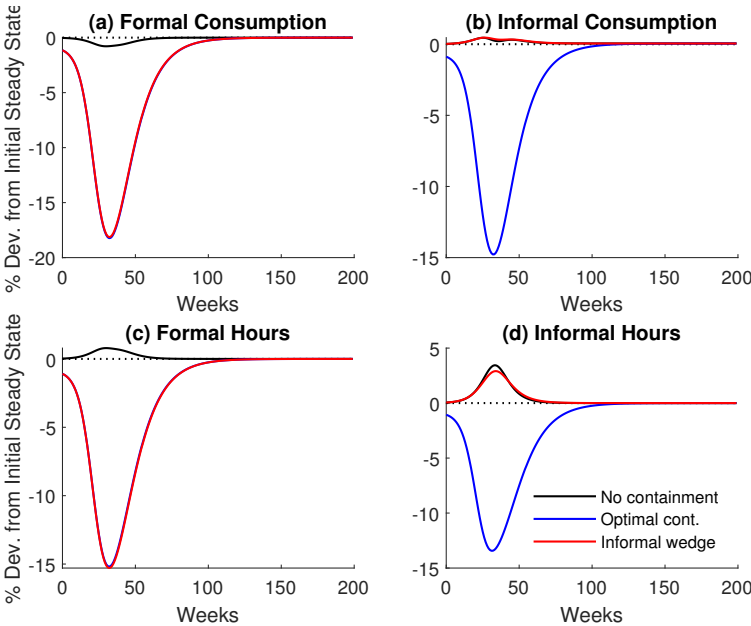 (a) Formal Consumption
% Dev. from Initial Steady State
0
-5
-10
-15
-20
0 50 100 150 200
Weeks
(b) Informal Consumption
0
-5
-10
-15
0 50 100 150 200
Weeks
(c) Formal Hours
% Dev. from Initial Steady State
0
-5
-10
-15
0 50 100 150 200
Weeks
(d) Informal Hours
5
0
-5
-10
-15
No containment
Optimal cont.
Informal wedge
0 50 100 150 200
Weeks